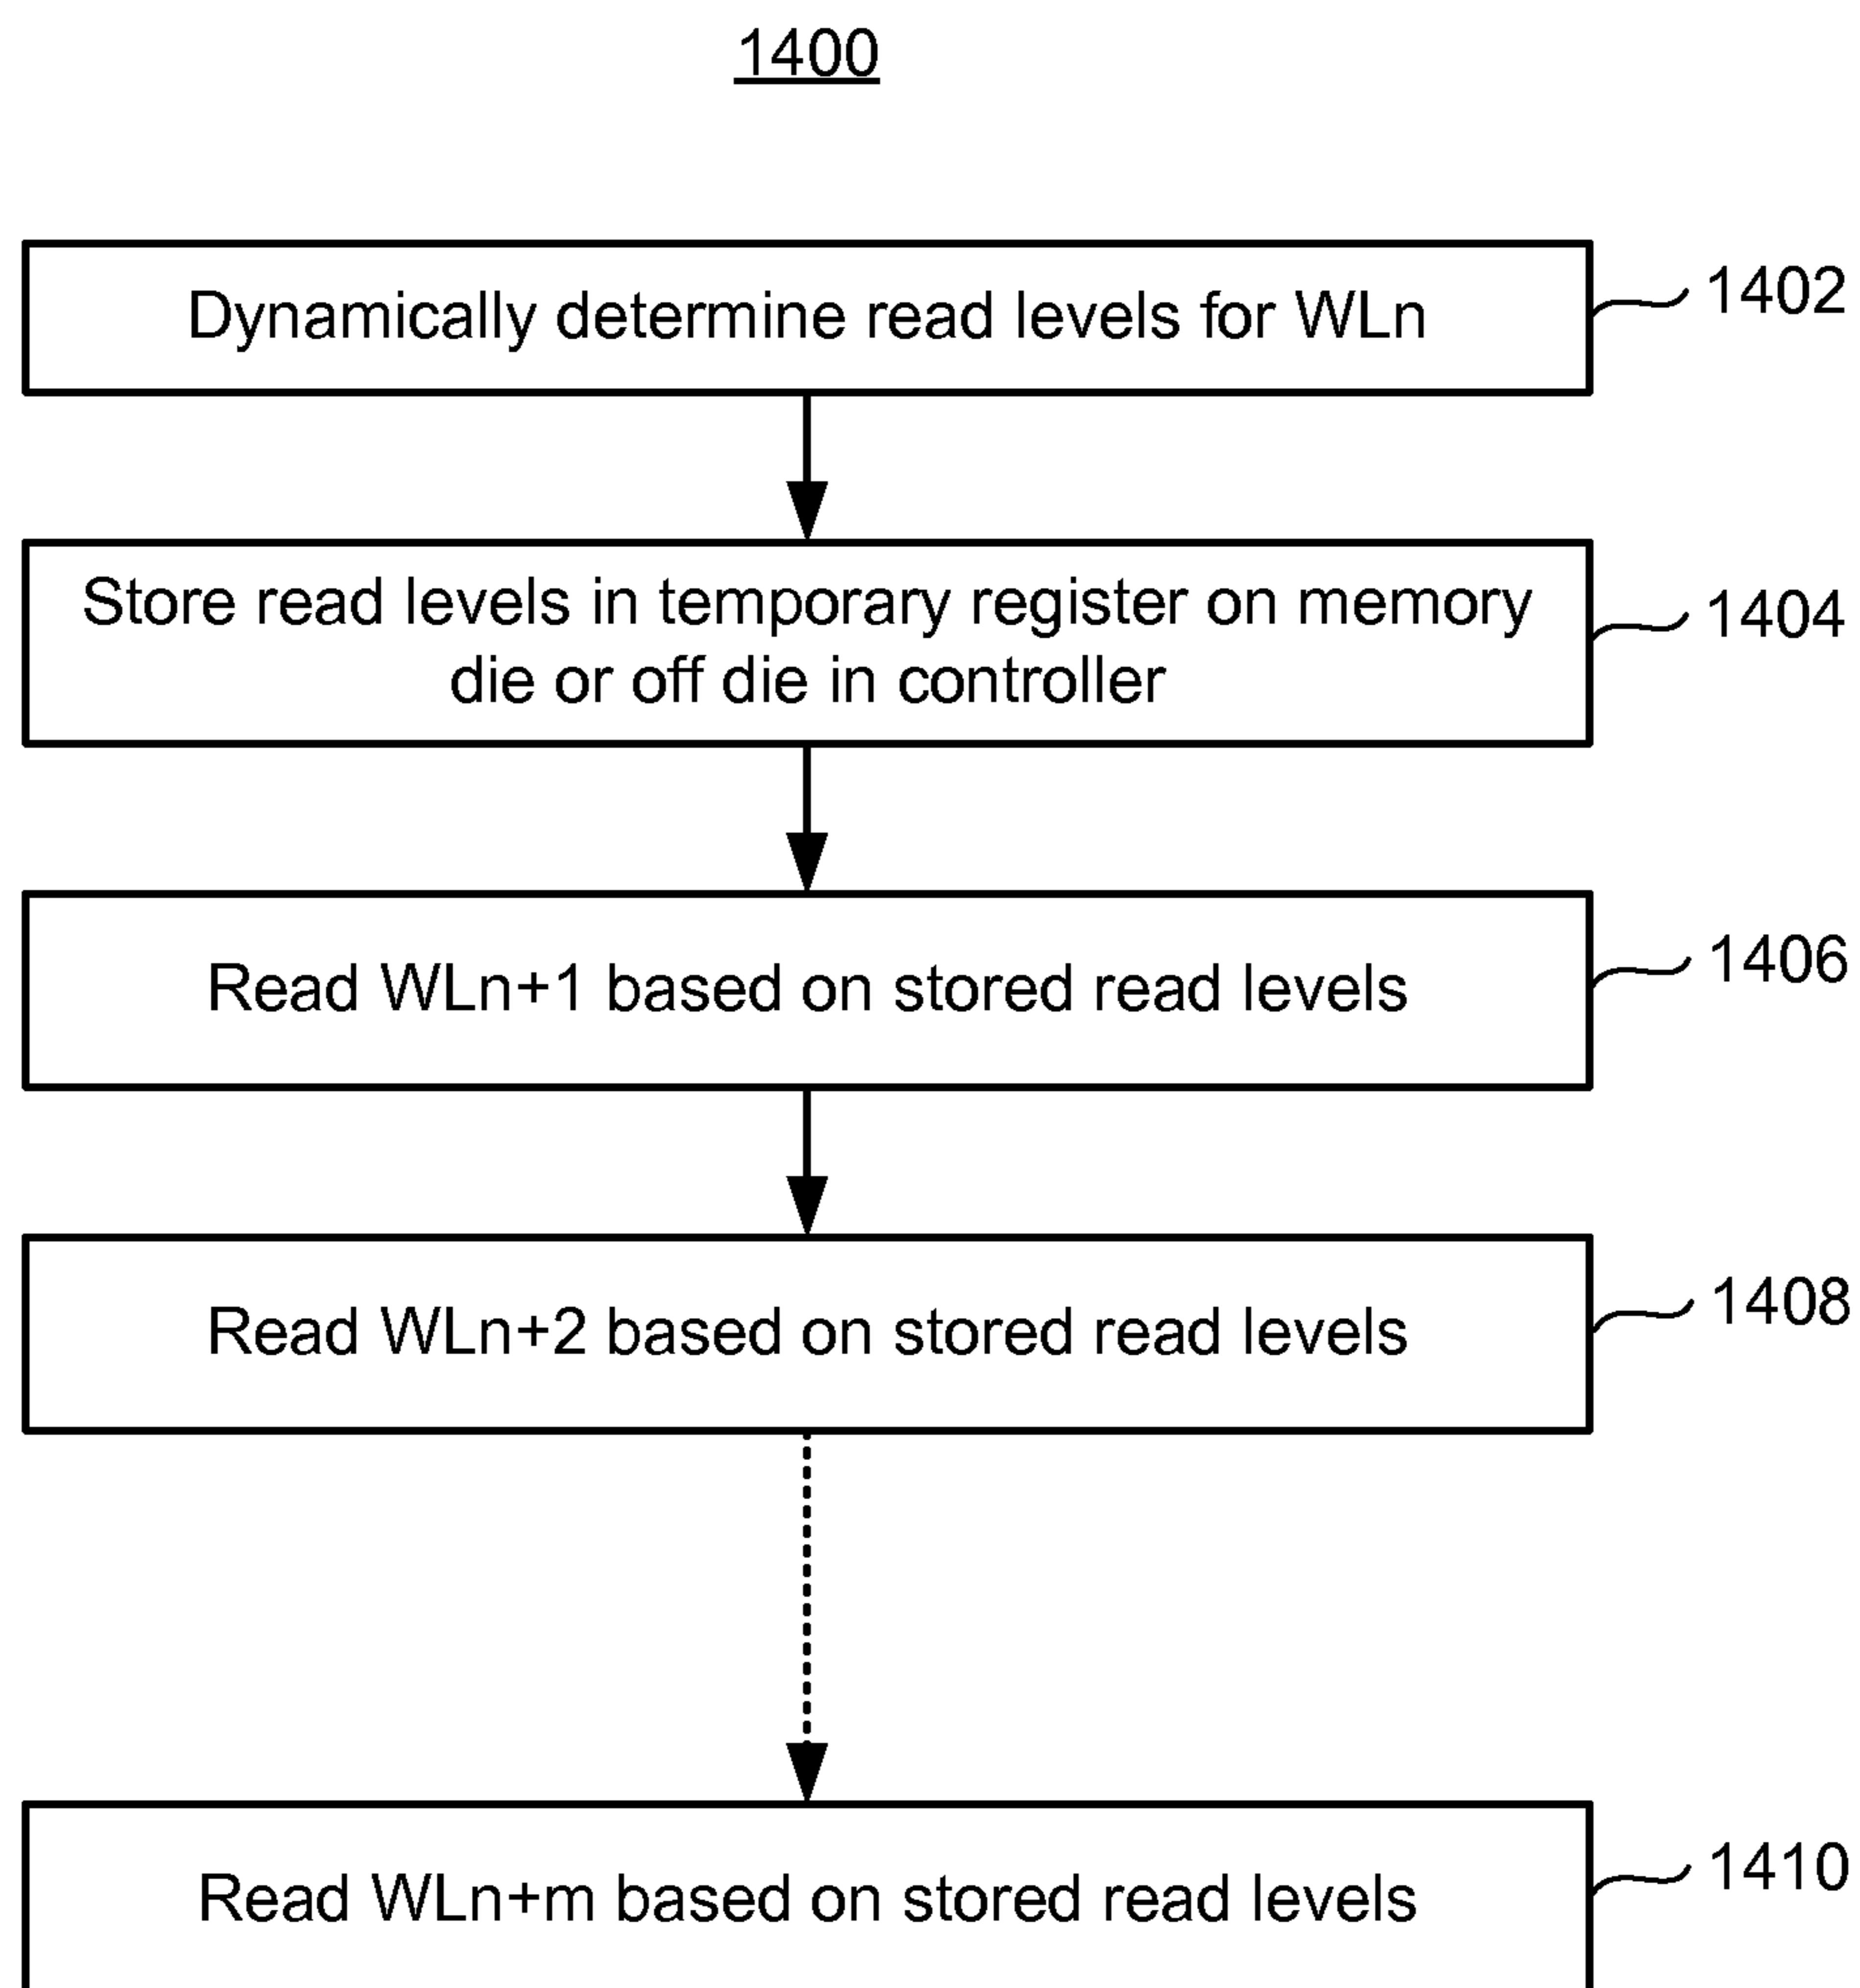 1400
Dynamically determine read levels for WLn
1402
Store read levels in temporary register on memory
die or off die in controller
1404
Read WLn+1 based on stored read levels
1406
Read WLn+2 based on stored read levels
1408
Read WLn+m based on stored read levels
1410